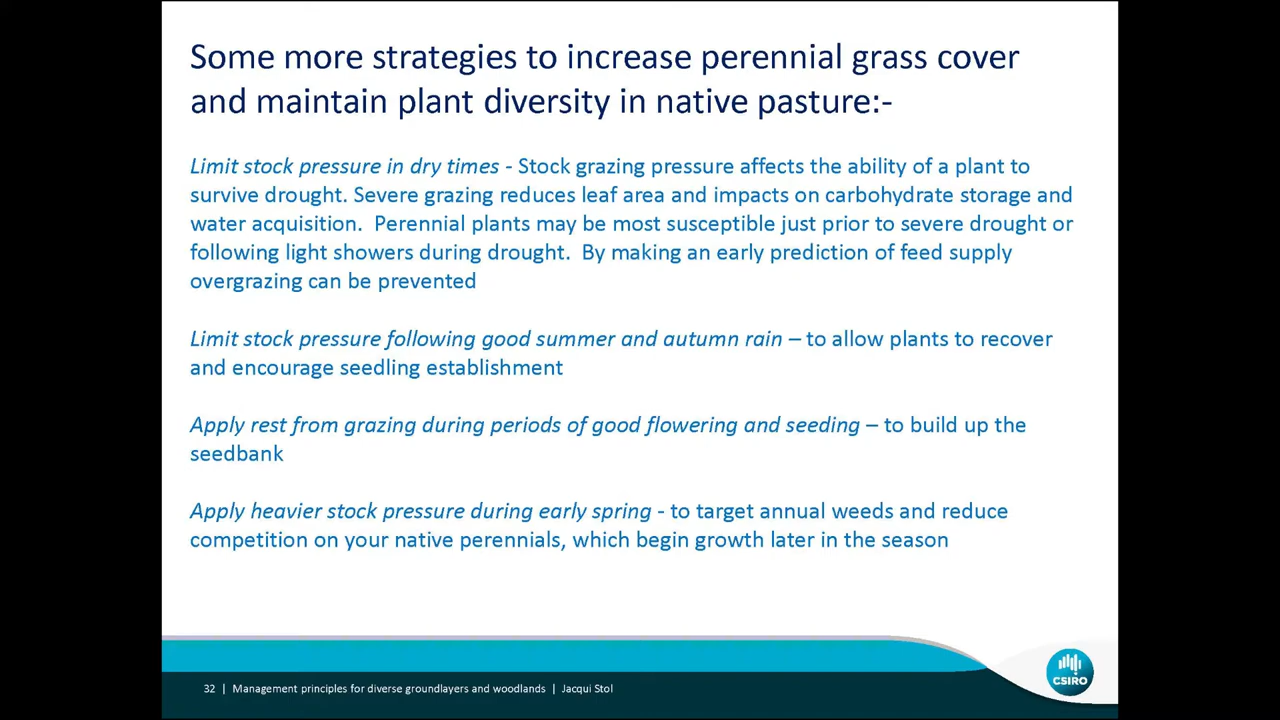 Some more strategies to increase perennial grass cover
and maintain plant diversity in native pasture:-
Limit stock pressure in dry times - Stock grazing pressure affects the ability of a plant to
survive drought. Severe grazing reduces leaf area and impacts on carbohydrate storage and
water acquisition.  Perennial plants may be most susceptible just prior to severe drought or
following light showers during drought.  By making an early prediction of feed supply
overgrazing can be prevented
Limit stock pressure following good summer and autumn rain – to allow plants to recover
and encourage seedling establishment
Apply rest from grazing during periods of good flowering and seeding – to build up the
seedbank
Apply heavier stock pressure during early spring - to target annual weeds and reduce
competition on your native perennials, which begin growth later in the season
32 | Management principles for diverse groundlayers and woodlands | Jacqui Stol
CSIRO